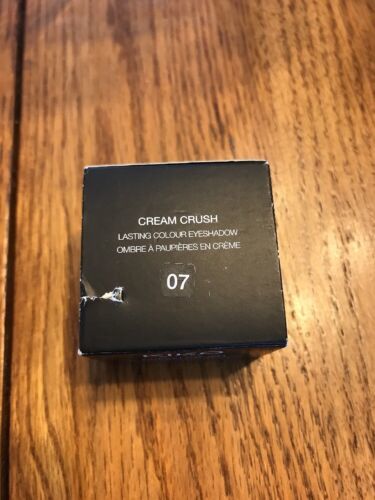 CREAM CRUSH
LASTING COLOUR EYESHADOW
OMBRE À PAUPIÈRES EN CRÈME
07